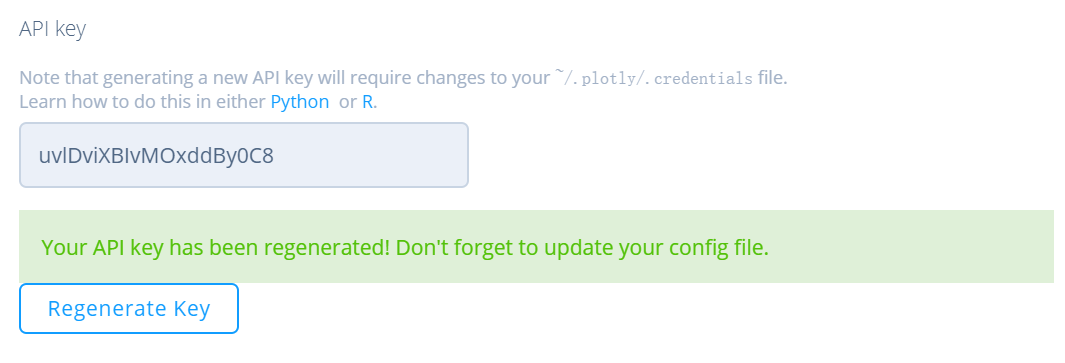 API key
Note that generating a new API key will require changes to your ~/.plotly/.credentials file.
Learn how to do this in either Python or R.
uvlDviXBIvMOxddBy0C8
Your API key has been regenerated! Don't forget to update your config file.
Regenerate Key